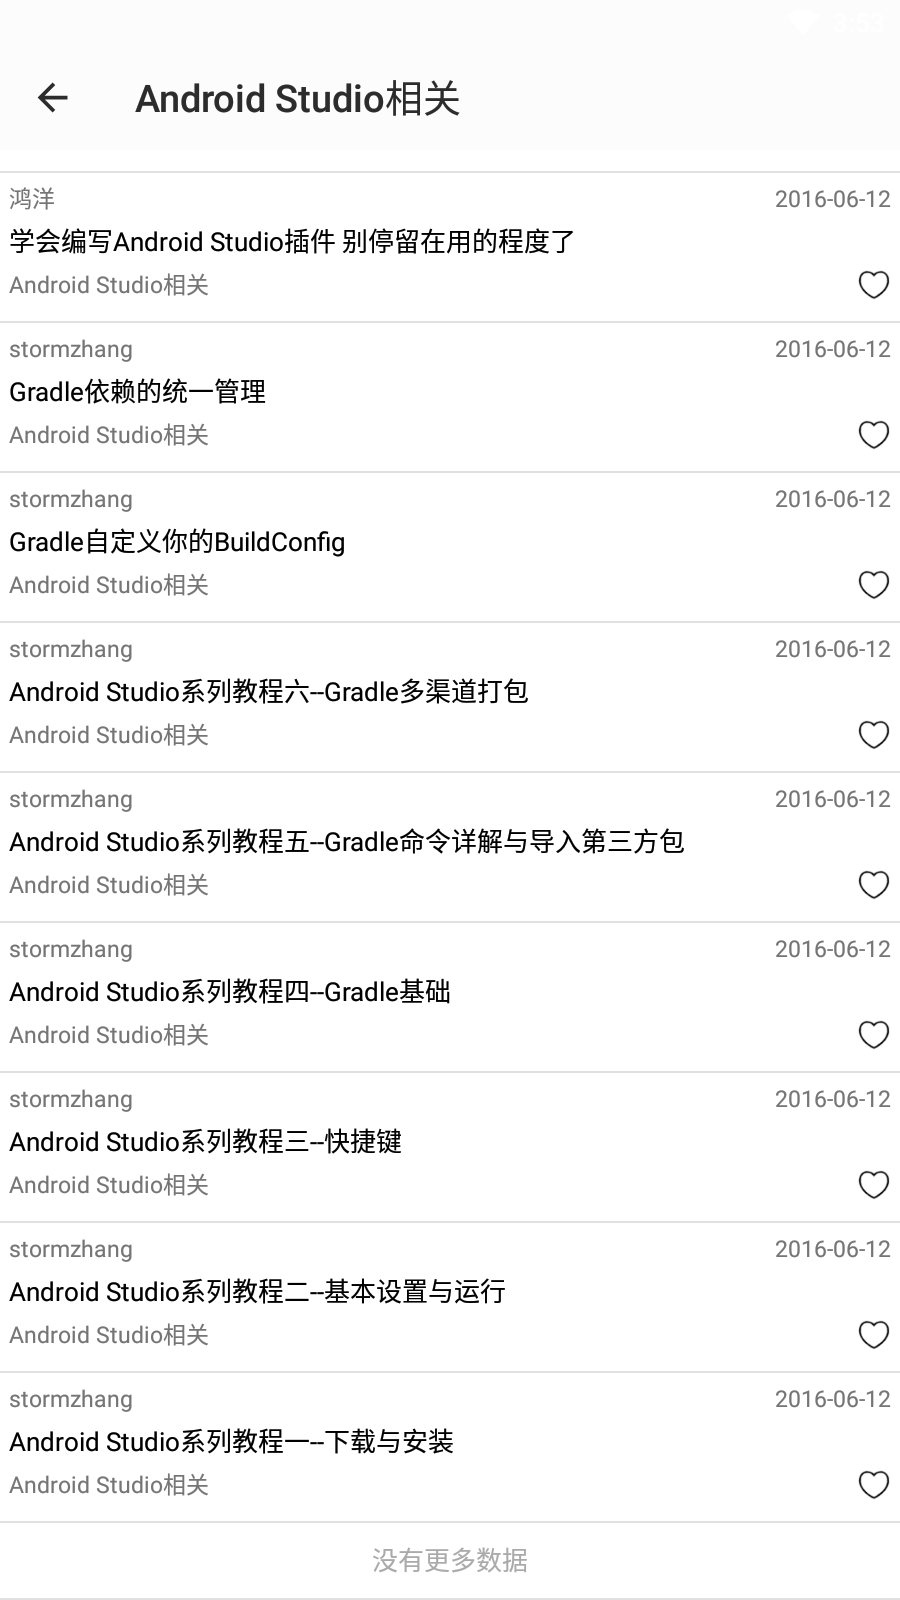 3:53
Android Studio相关
鸿洋 2016-06-12
学会编写Android Studio插件 别停留在用的程度了
Android Studio相关
stormzhang 2016-06-12
Gradle依赖的统一管理
Android Studio相关
stormzhang 2016-06-12
Gradle自定义你的BuildConfig
Android Studio相关
stormzhang 2016-06-12
Android Studio系列教程六--Gradle多渠道打包
Android Studio相关
stormzhang 2016-06-12
Android Studio系列教程五--Gradle命令详解与导入第三方包
Android Studio相关
stormzhang 2016-06-12
Android Studio系列教程四--Gradle基础
Android Studio相关
stormzhang 2016-06-12
Android Studio系列教程三--快捷键
Android Studio相关
stormzhang 2016-06-12
Android Studio系列教程二--基本设置与运行
Android Studio相关
stormzhang 2016-06-12
Android Studio系列教程一--下载与安装
Android Studio相关
没有更多数据